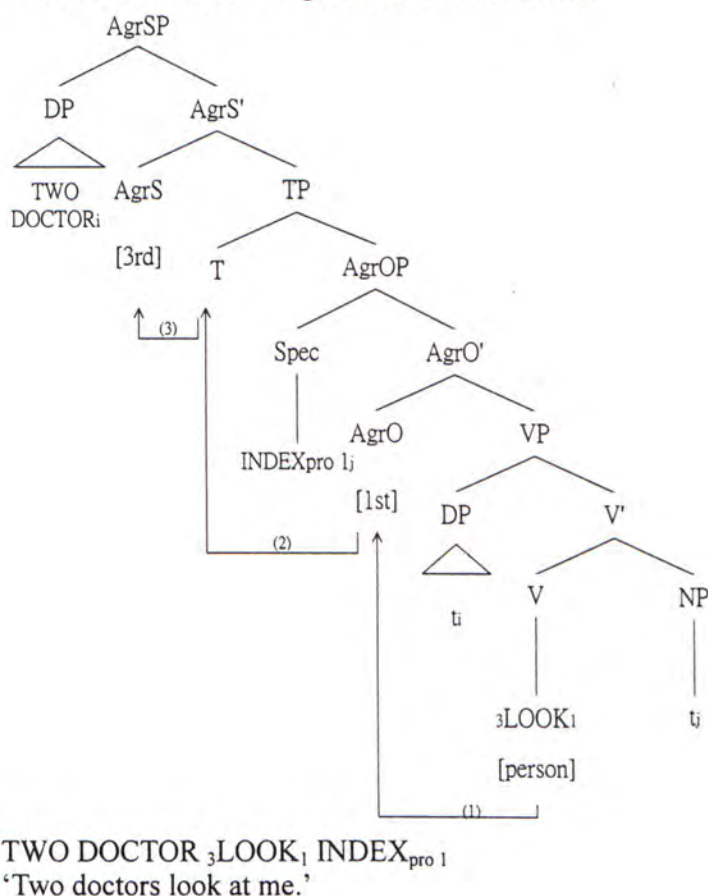 AgrSP
DP AgrS'
TWO AgrS TP
DOCTORi
[3rd] T AgrOP
(3)
Spec AgrO'
INDEXpro 1j AgrO VP
[1st] DP V'
(2)
ti V NP
₃LOOK₁ tj
[person]
(1)
TWO DOCTOR ₃LOOK₁ INDEXpro 1
‘Two doctors look at me.’